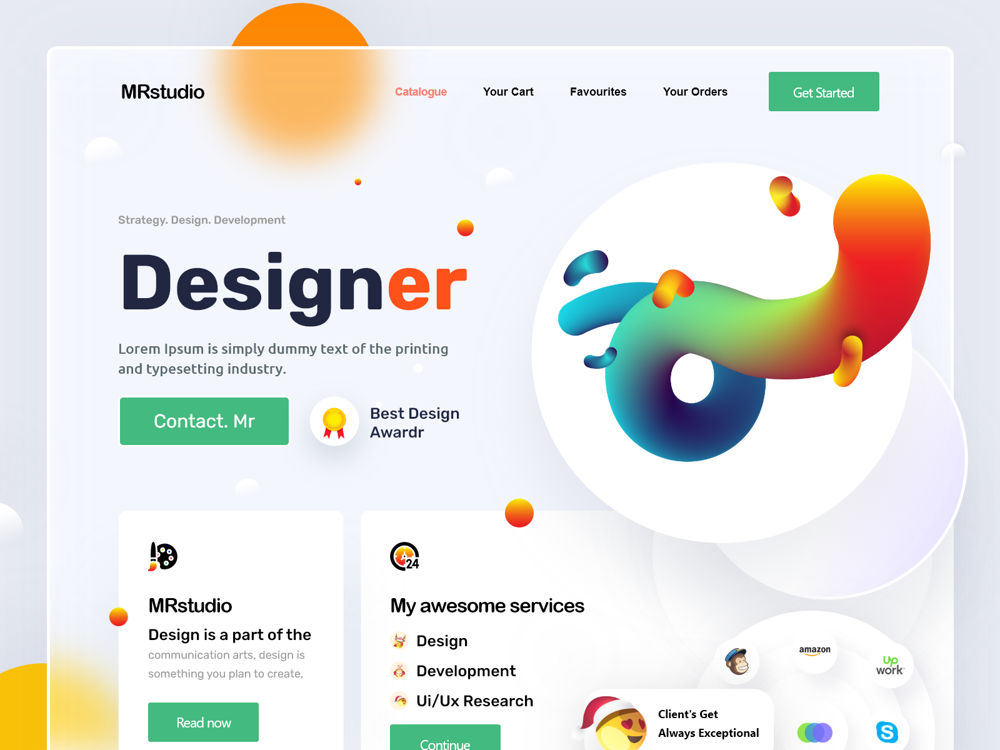 MRstudio
Catalogue
Your Cart
Favourites
Your Orders
Get Started
Strategy. Design. Development
Designer
Lorem Ipsum is simply dummy text of the printing
and typesetting industry.
Contact. Mr
Best Design
Awardr
24
MRstudio
Design is a part of the
communication arts, design is
something you plan to create,
Read now
My awesome services
Design
Development
Ui/Ux Research
Continue
amazon
Up
work™
Client's Get
Always Exceptional
S